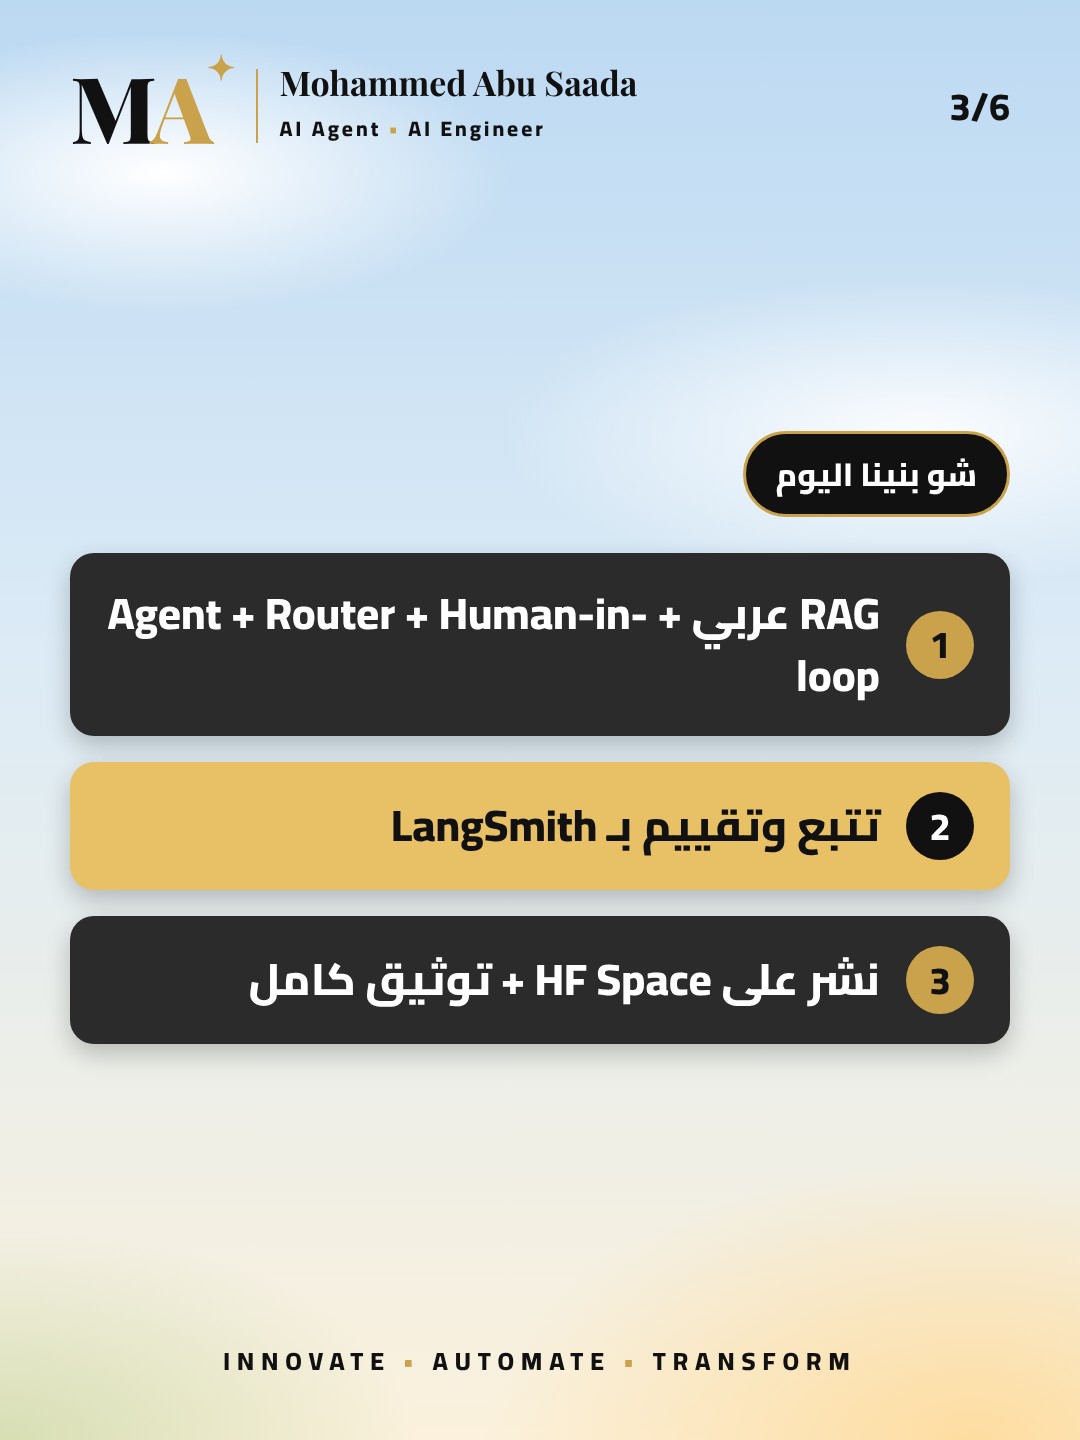 MA
Mohammed Abu Saada
AI Agent ▪ AI Engineer
3/6
شو بنينا اليوم
1
RAG عربي + Agent + Router + Human-in-
loop
2
تتبع وتقييم بـ LangSmith
3
نشر على HF Space + توثيق كامل
INNOVATE ▪ AUTOMATE ▪ TRANSFORM